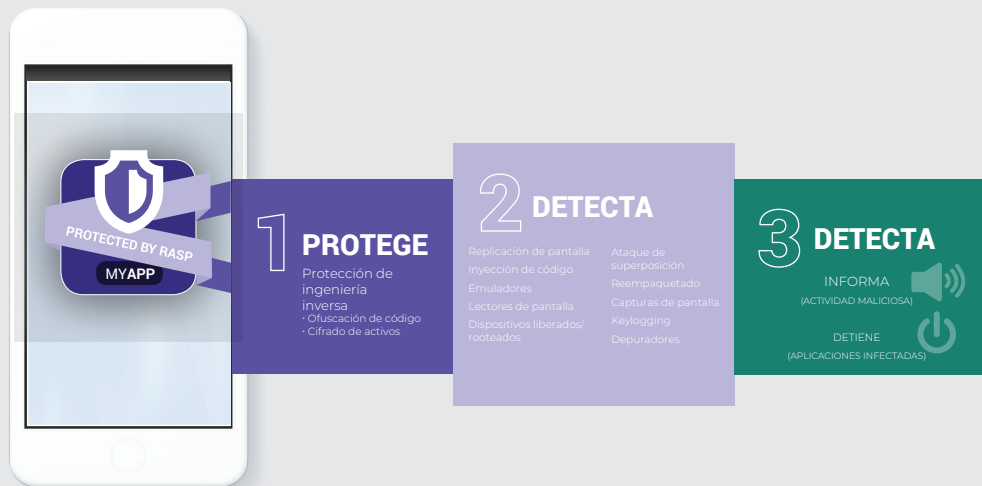 PROTECTED BY RASP
MYAPP
1
PROTEGE
Protección de
ingeniería
inversa
· Ofuscación de código
· Cifrado de activos
2
DETECTA
Replicación de pantalla
Inyección de código
Emuladores
Lectores de pantalla
Dispositivos liberados/
rooteados
Ataque de
superposición
Reempaquetado
Capturas de pantalla
Keylogging
Depuradores
3
DETECTA
INFORMA
(ACTIVIDAD MALICIOSA)
DETIENE
(APLICACIONES INFECTADAS)